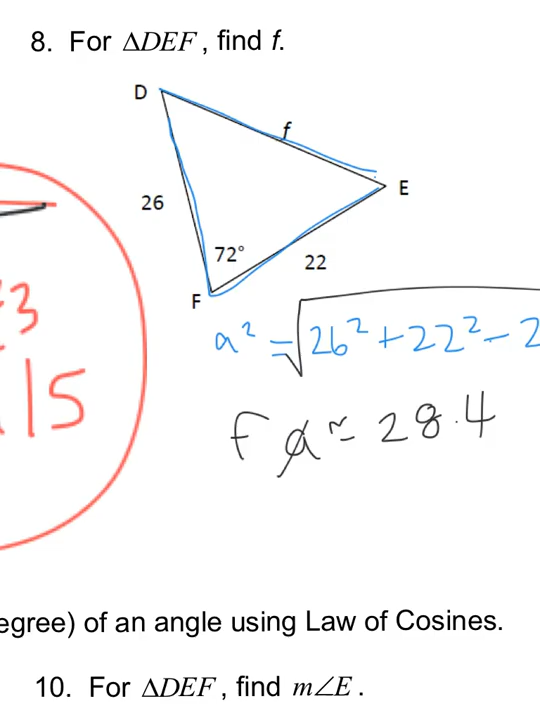 8. For ΔDEF, find f.
D
f
E
26
72°
22
F
3
15
a² = √26² + 22² - 2
f a ≈ 28.4
egree) of an angle using Law of Cosines.
10. For ΔDEF, find m∠E.